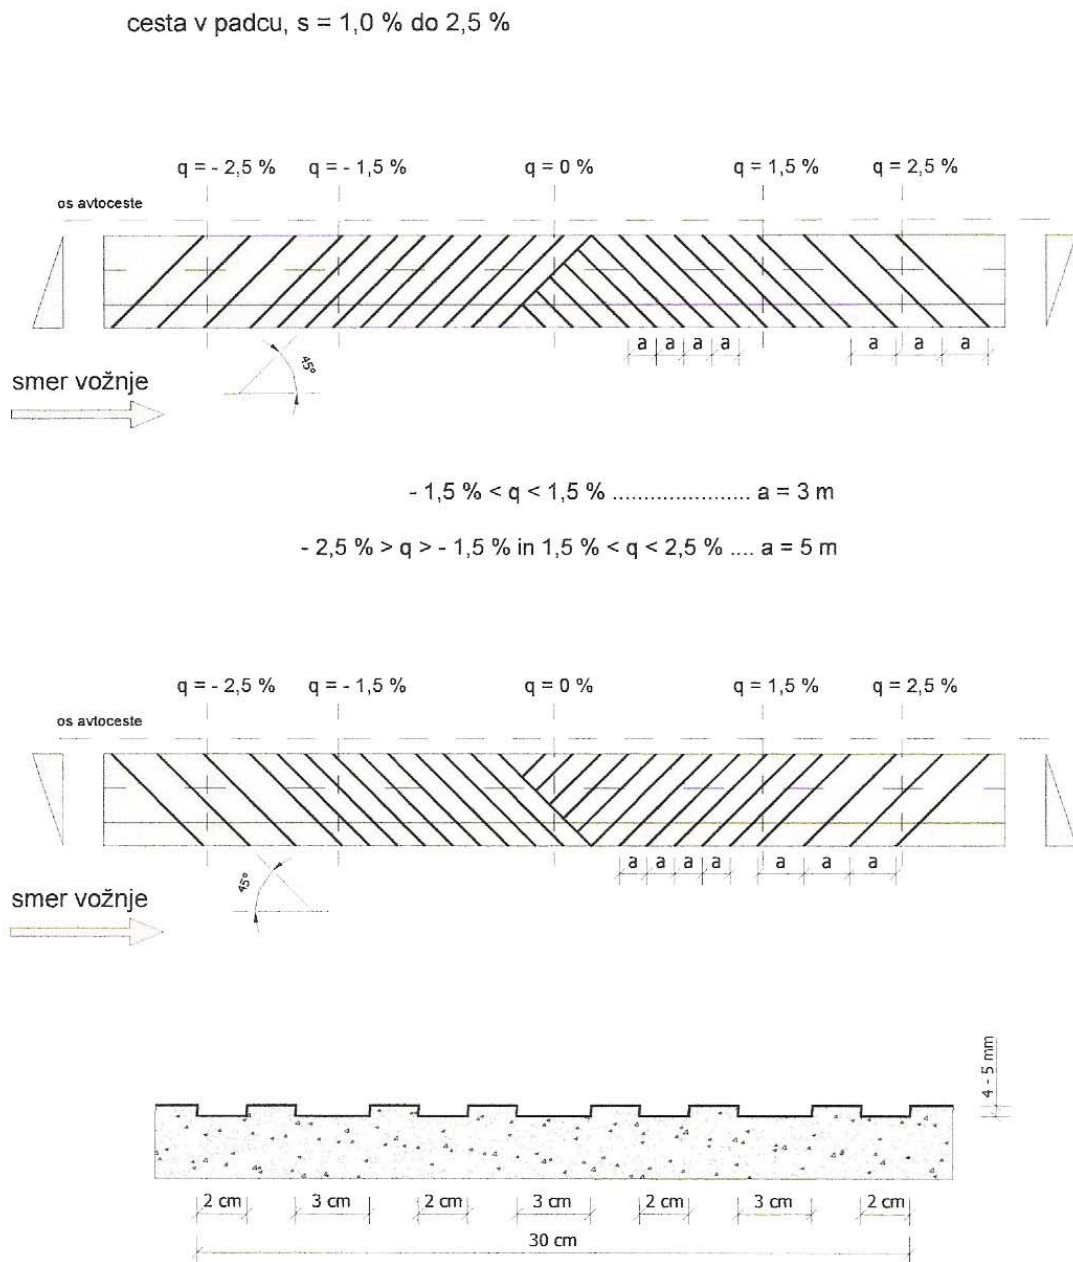 cesta v padcu, s = 1,0 % do 2,5 %
q = - 2,5 % q = - 1,5 % q = 0 % q = 1,5 % q = 2,5 %
os avtoceste
a a a a a a a
45°
smer vožnje
- 1,5 % < q < 1,5 % ...................... a = 3 m
- 2,5 % > q > - 1,5 % in 1,5 % < q < 2,5 % .... a = 5 m
q = - 2,5 % q = - 1,5 % q = 0 % q = 1,5 % q = 2,5 %
os avtoceste
a a a a a a a
45°
smer vožnje
4 - 5 mm
2 cm 3 cm 2 cm 3 cm 2 cm 3 cm 2 cm
30 cm